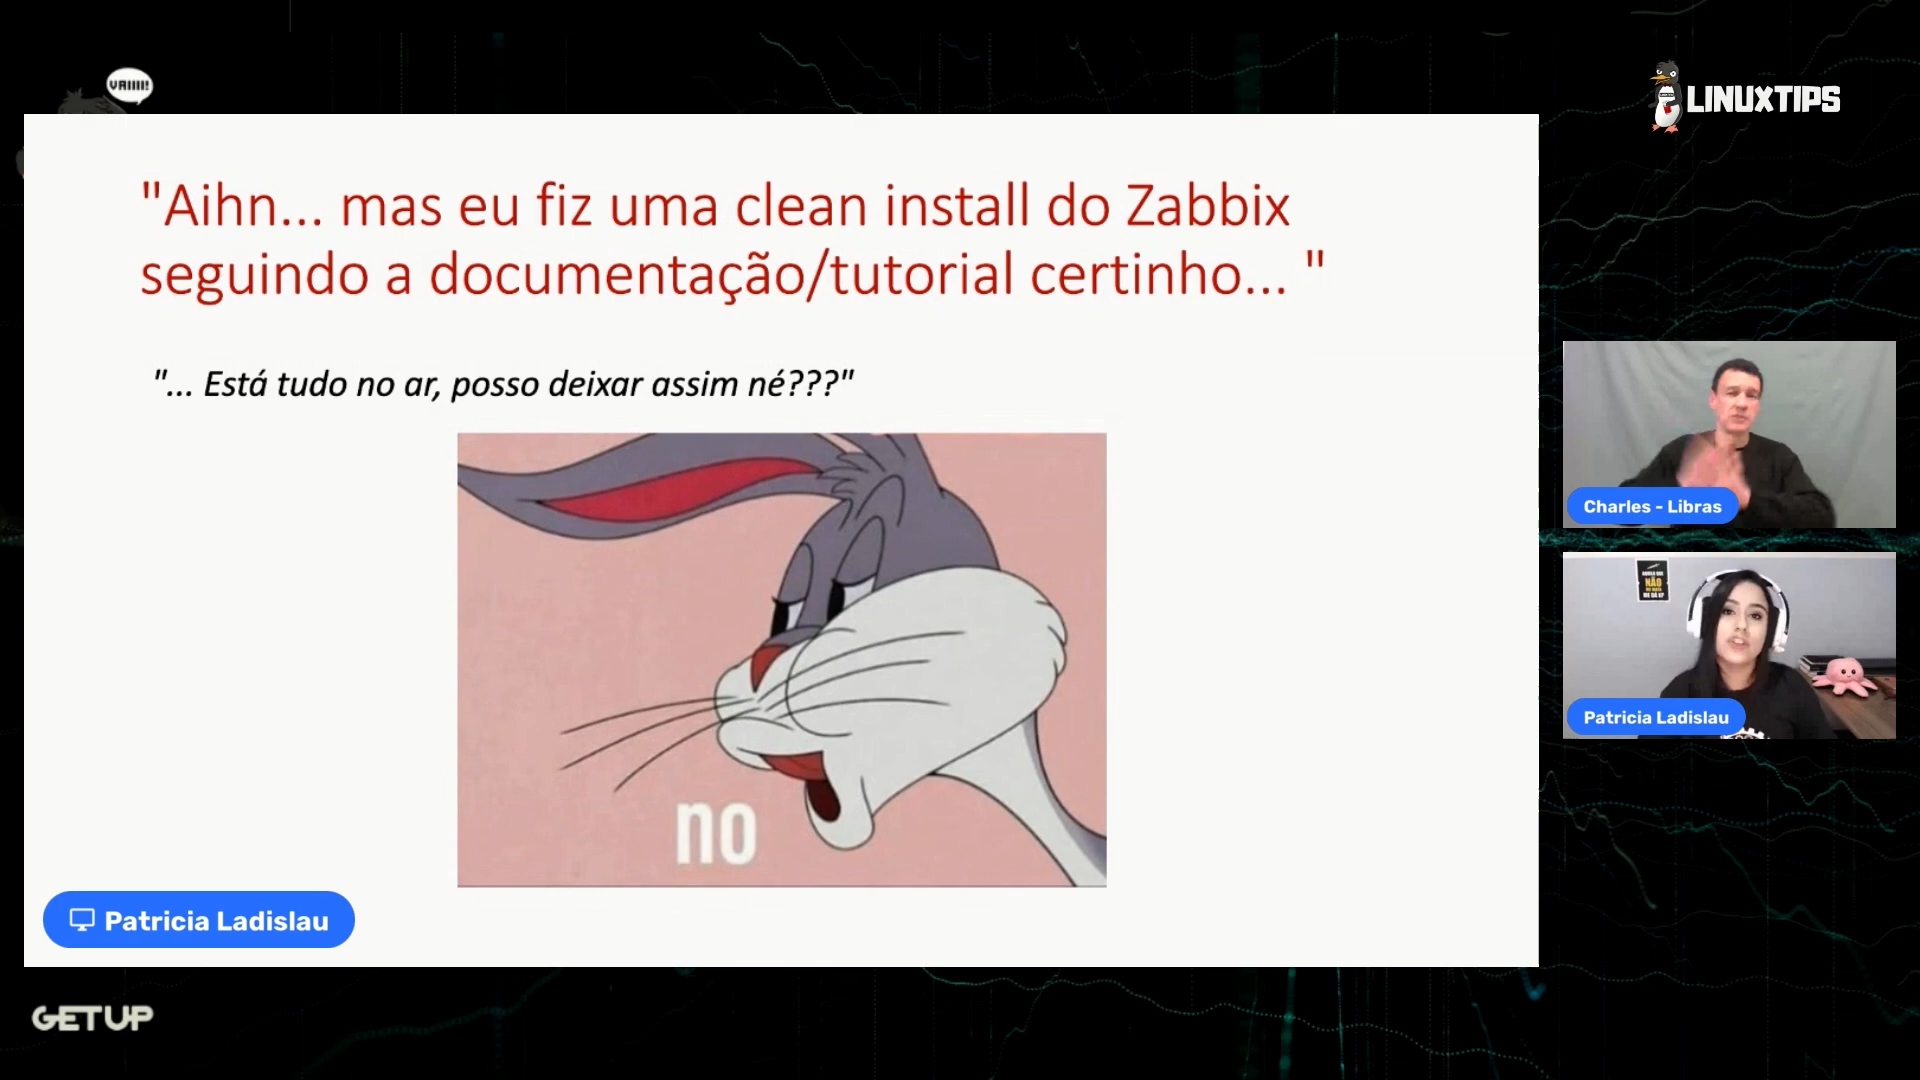 VAIIII!
LINUXTIPS
"Aihn... mas eu fiz uma clean install do Zabbix
seguindo a documentação/tutorial certinho... "
"... Está tudo no ar, posso deixar assim né???"
no
Patricia Ladislau
Charles - Libras
NÃO
Patricia Ladislau
GETUP